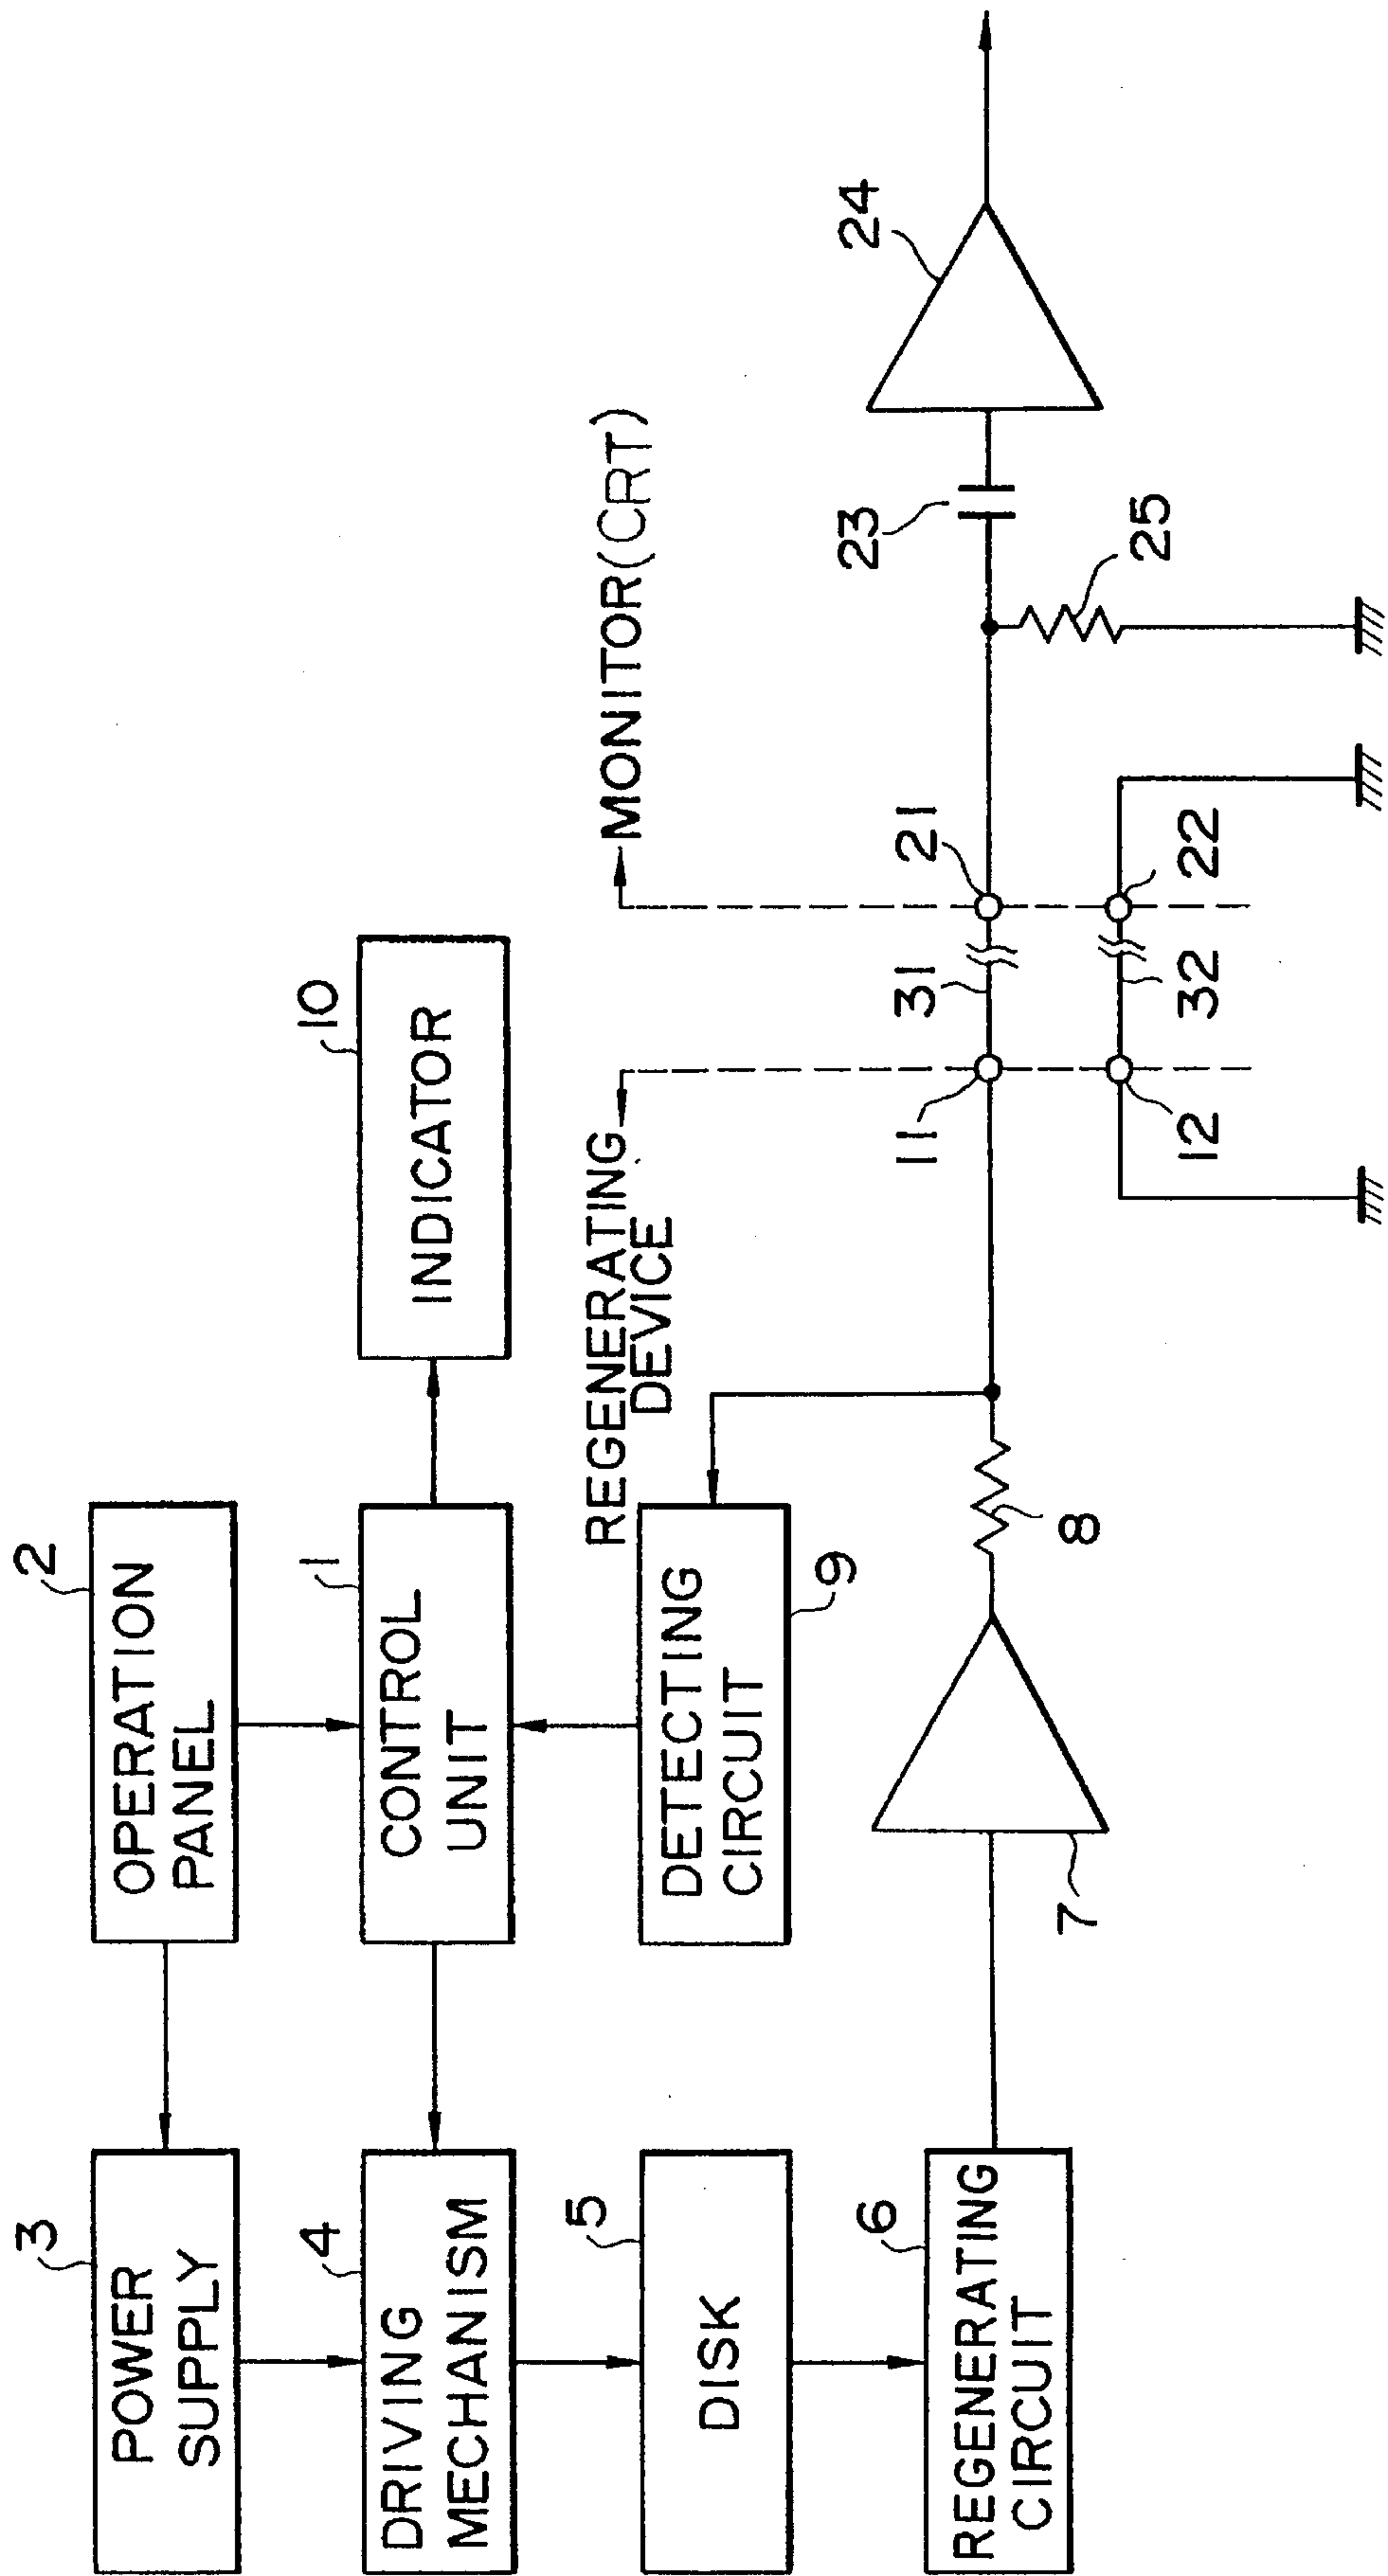 3
POWER
SUPPLY
2
OPERATION
PANEL
4
DRIVING
MECHANISM
1
CONTROL
UNIT
10
INDICATOR
5
DISK
DETECTING
CIRCUIT
9
REGENERATING
DEVICE
MONITOR(CRT)
6
REGENERATING
CIRCUIT
7
8
11
31
21
23
24
12
32
22
25